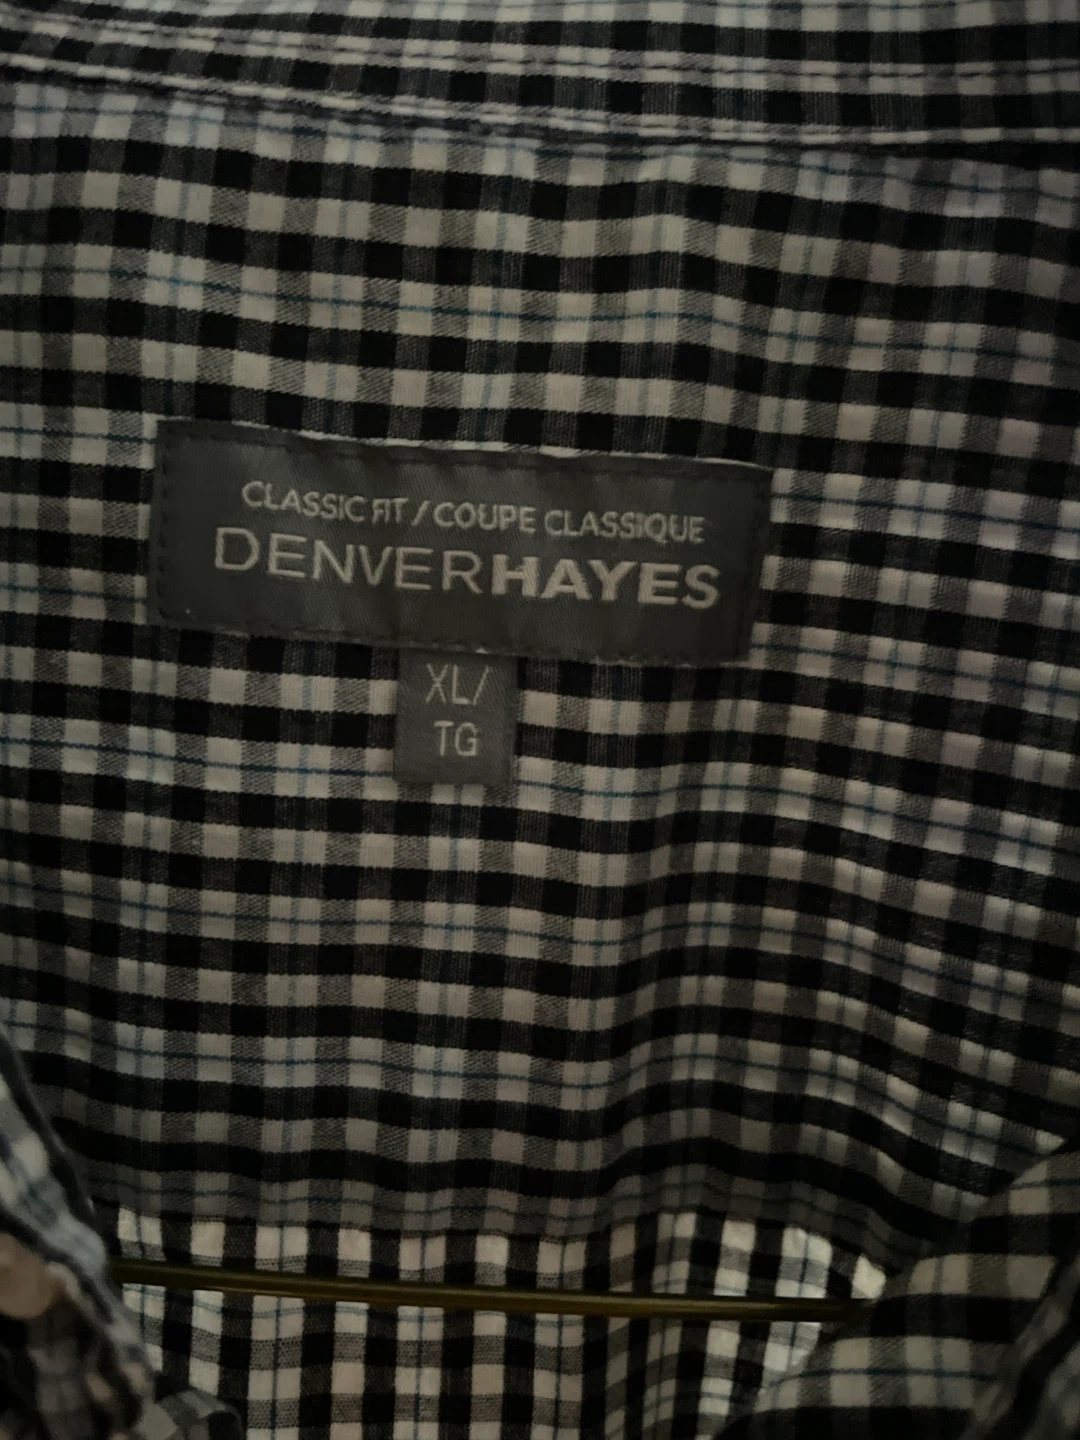 CLASSIC FIT / COUPE CLASSIQUE
DENVERHAYES
XL/
TG